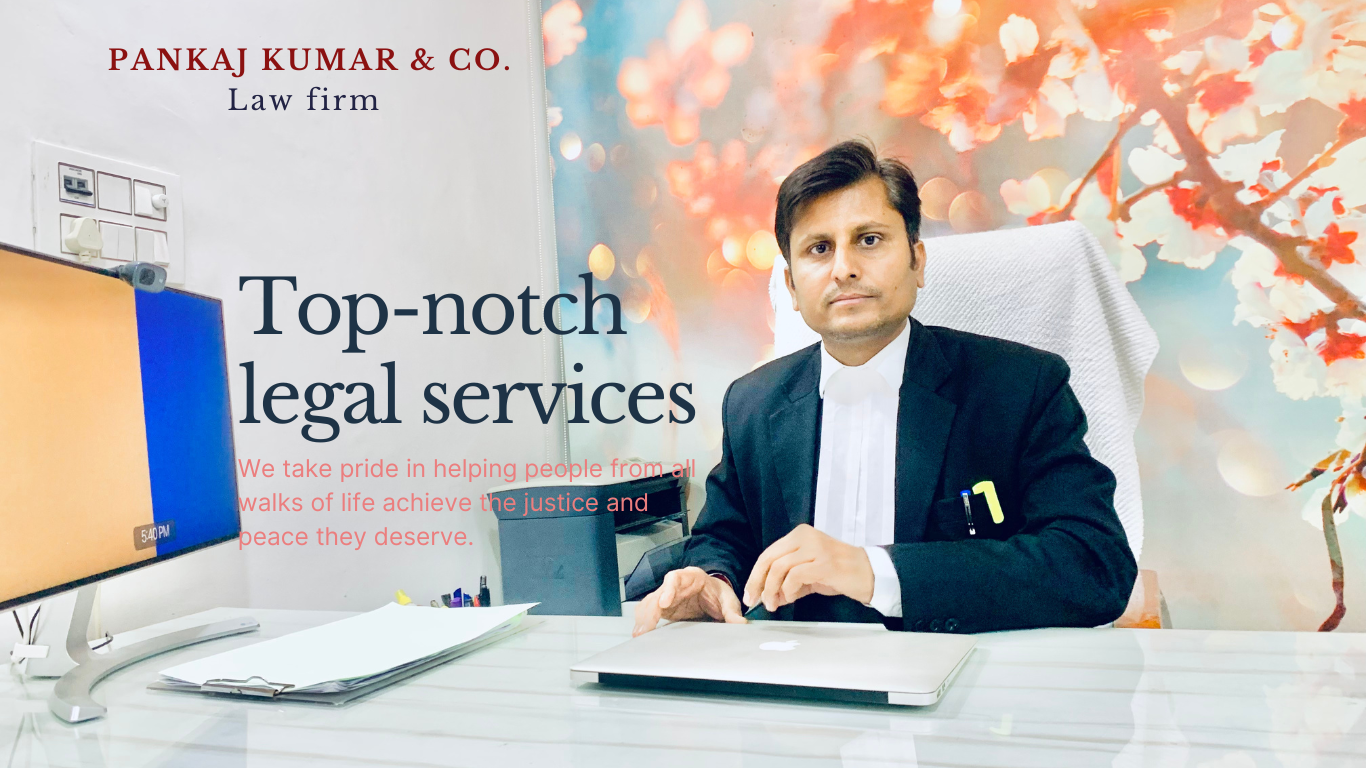 PANKAJ KUMAR & CO.
Law firm
Top-notch
legal services
We take pride in helping people from all
walks of life achieve the justice and
peace they deserve.
5:40 PM